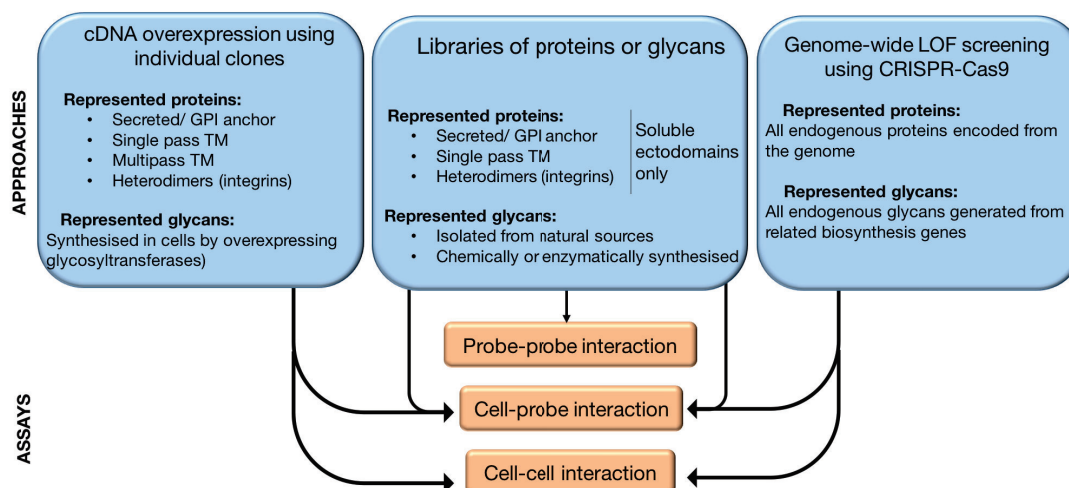 APPROACHES
cDNA overexpression using
individual clones
Represented proteins:
• Secreted/ GPI anchor
• Single pass TM
• Multipass TM
• Heterodimers (integrins)
Represented glycans:
Synthesised in cells by overexpressing
glycosyltransferases)
Libraries of proteins or glycans
Represented proteins:
• Secreted/ GPI anchor
• Single pass TM
• Heterodimers (integrins)
Soluble
ectodomains
only
Represented glycans:
• Isolated from natural sources
• Chemically or enzymatically synthesised
Genome-wide LOF screening
using CRISPR-Cas9
Represented proteins:
All endogenous proteins encoded from
the genome
Represented glycans:
All endogenous glycans generated from
related biosynthesis genes
ASSAYS
Probe-probe interaction
Cell-probe interaction
Cell-cell interaction